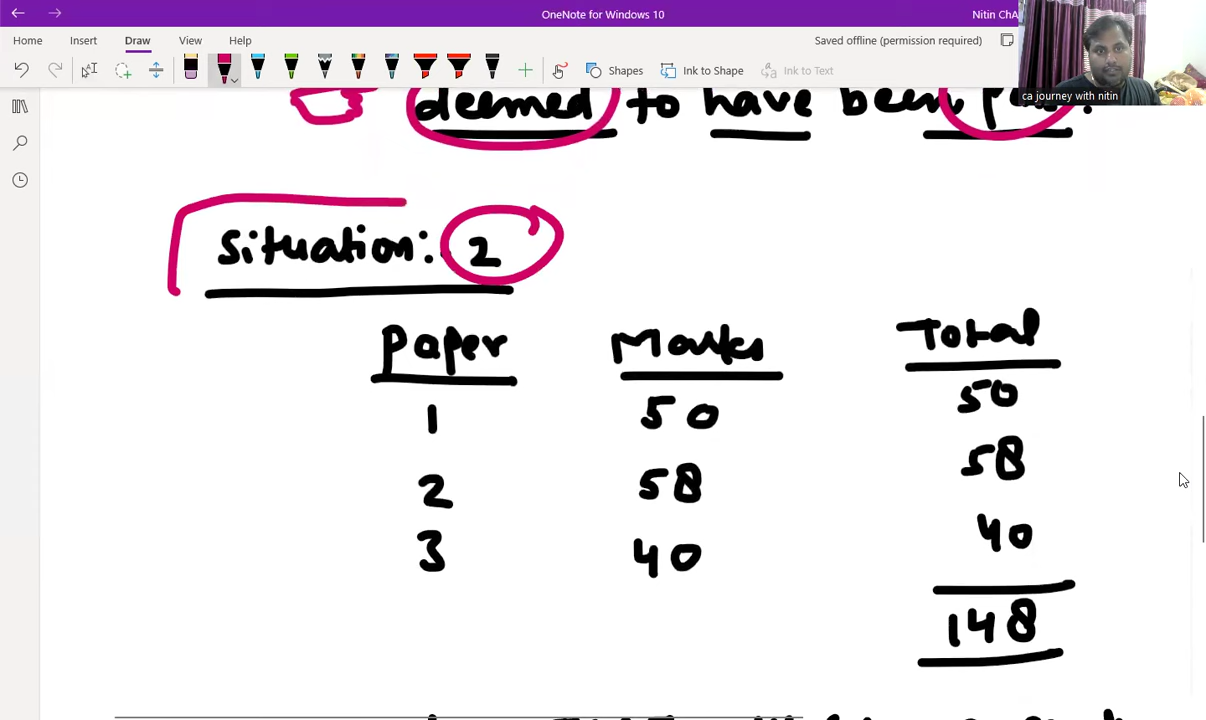 OneNote for Windows 10
Nitin ChA
Home Insert Draw View Help
Saved offline (permission required)
Shapes Ink to Shape Ink to Text
ca journey with nitin
deemed to have been
Situation: 2
Paper Marks Total
1 50 50
2 58 58
3 40 40
148